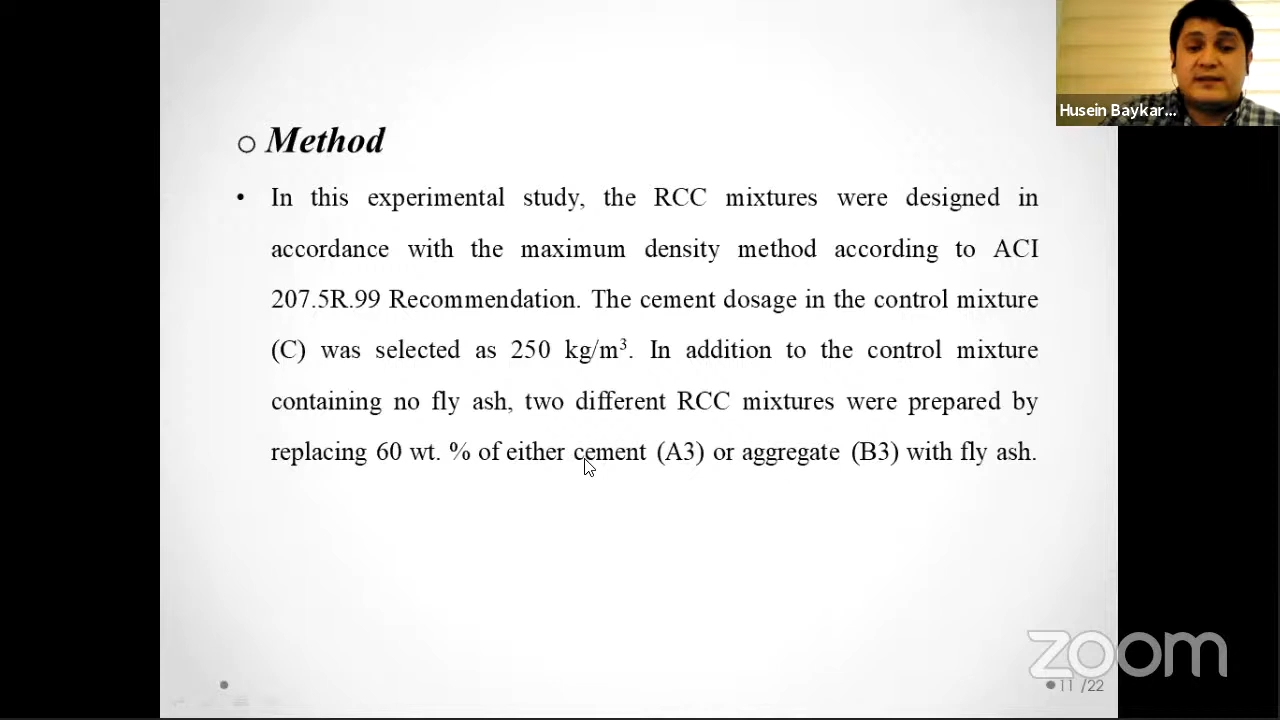 Husein Baykar...
o Method
• In this experimental study, the RCC mixtures were designed in
accordance with the maximum density method according to ACI
207.5R.99 Recommendation. The cement dosage in the control mixture
(C) was selected as 250 kg/m³. In addition to the control mixture
containing no fly ash, two different RCC mixtures were prepared by
replacing 60 wt. % of either cement (A3) or aggregate (B3) with fly ash.
zoom
11 /22